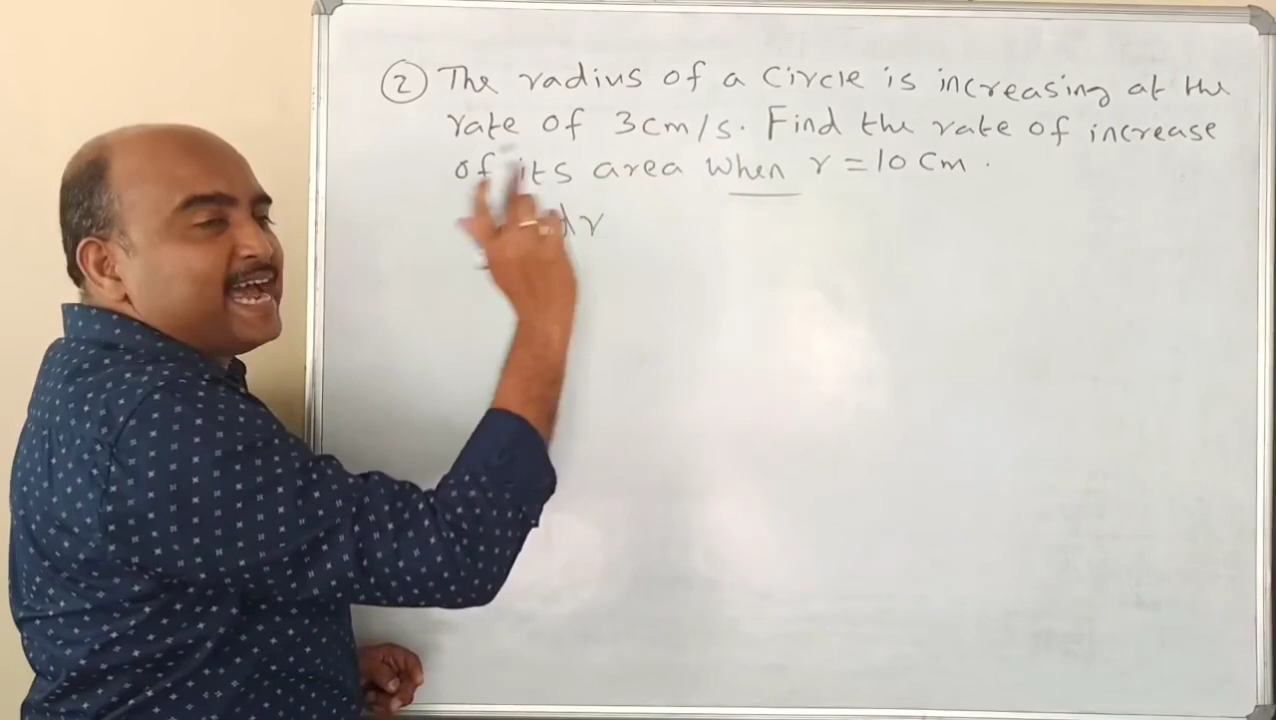 ② The radius of a circle is increasing at the
rate of 3cm/s. Find the rate of increase
of its area when r = 10 cm.
dr